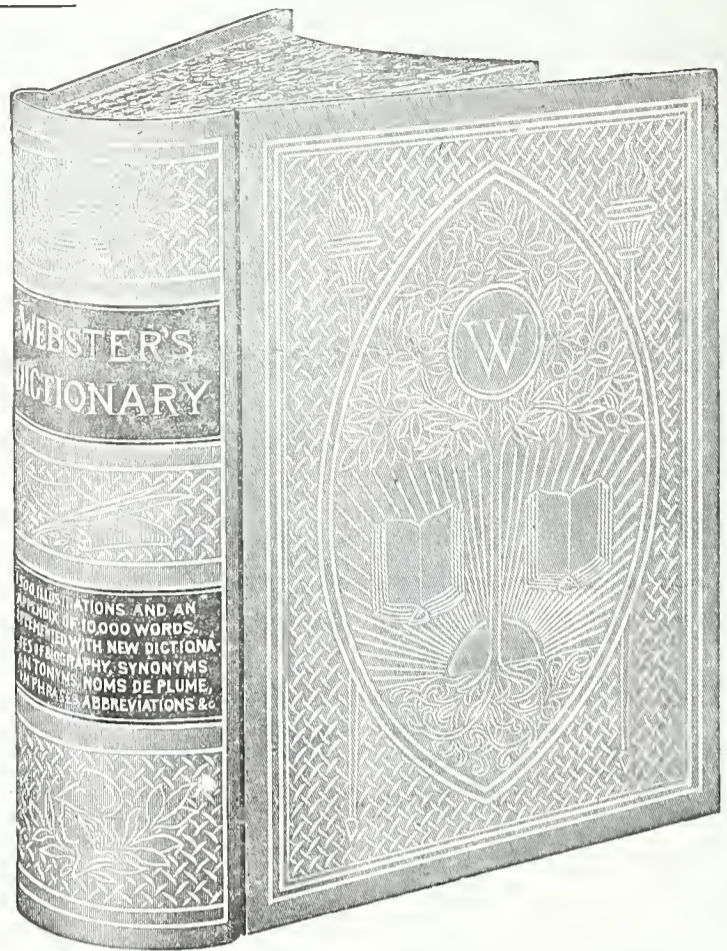 WEBSTER'S
DICTIONARY
1500 ILLUSTRATIONS AND AN
APPENDIX OF 10,000 WORDS.
WITH NEW DICTIONA-
RIES OF BIOGRAPHY, SYNONYMS
ANTONYMS, NOMS DE PLUME,
PHRASES, ABBREVIATIONS &c
W